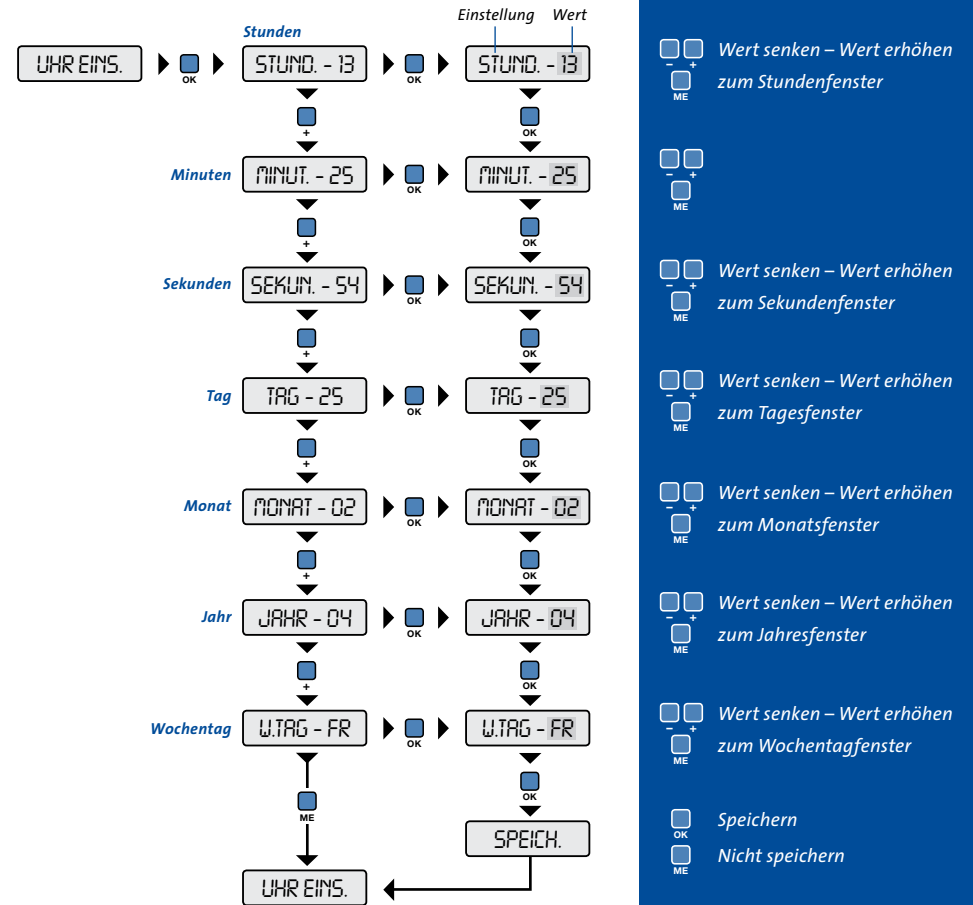 Einstellung Wert
Stunden
UHR EINS. OK STUND. - 13 OK STUND. - 13
- + Wert senken – Wert erhöhen
ME zum Stundenfenster
+ OK
Minuten MINUT. - 25 OK MINUT. - 25
- +
ME
+ OK
Sekunden SEKUN. - 54 OK SEKUN. - 54
- + Wert senken – Wert erhöhen
ME zum Sekundenfenster
+ OK
Tag TAG - 25 OK TAG - 25
- + Wert senken – Wert erhöhen
ME zum Tagesfenster
+ OK
Monat MONAT - 02 OK MONAT - 02
- + Wert senken – Wert erhöhen
ME zum Monatsfenster
+ OK
Jahr JAHR - 04 OK JAHR - 04
- + Wert senken – Wert erhöhen
ME zum Jahresfenster
+ OK
Wochentag W.TAG - FR OK W.TAG - FR
- + Wert senken – Wert erhöhen
ME zum Wochentagfenster
ME OK
SPEICH.
OK Speichern
ME Nicht speichern
UHR EINS.